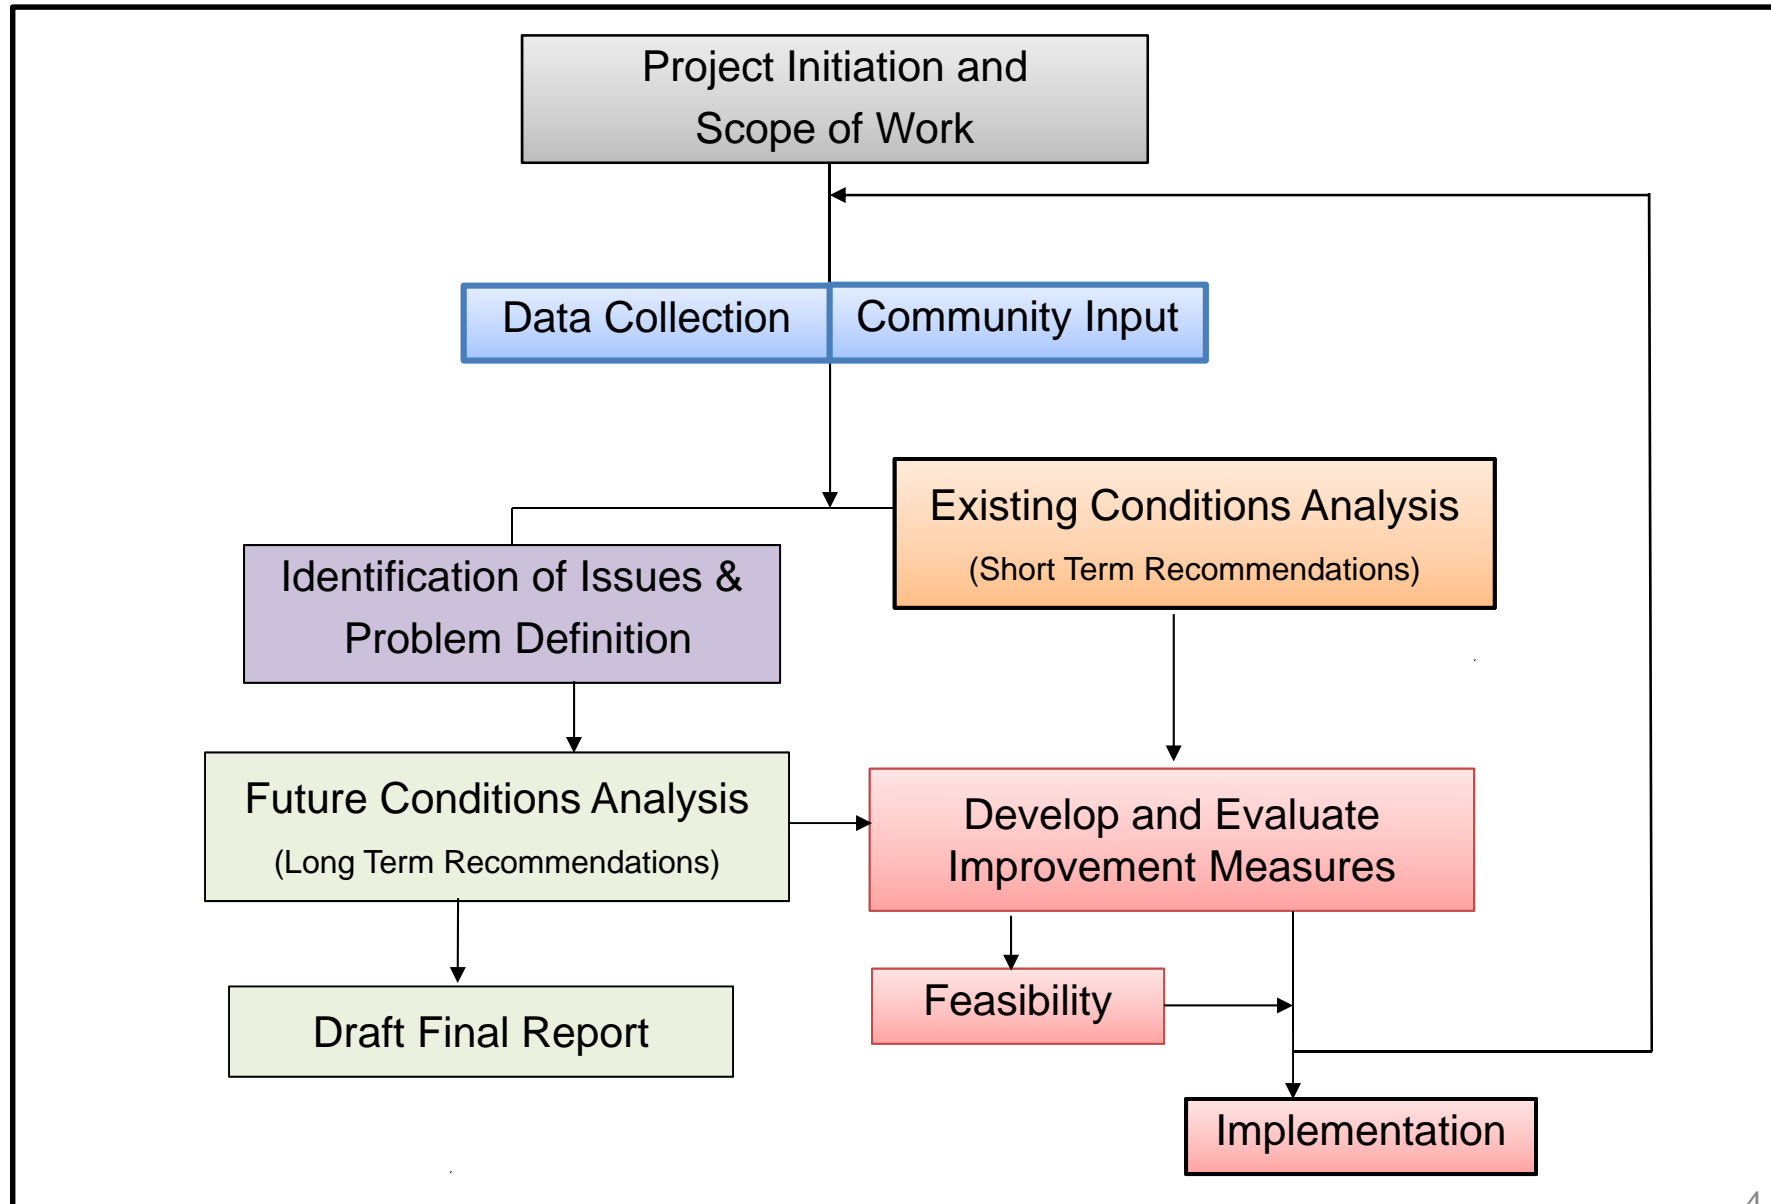 Project Initiation and
Scope of Work
Data Collection
Community Input
Existing Conditions Analysis
(Short Term Recommendations)
Identification of Issues &
Problem Definition
Future Conditions Analysis
(Long Term Recommendations)
Develop and Evaluate
Improvement Measures
Feasibility
Draft Final Report
Implementation
4